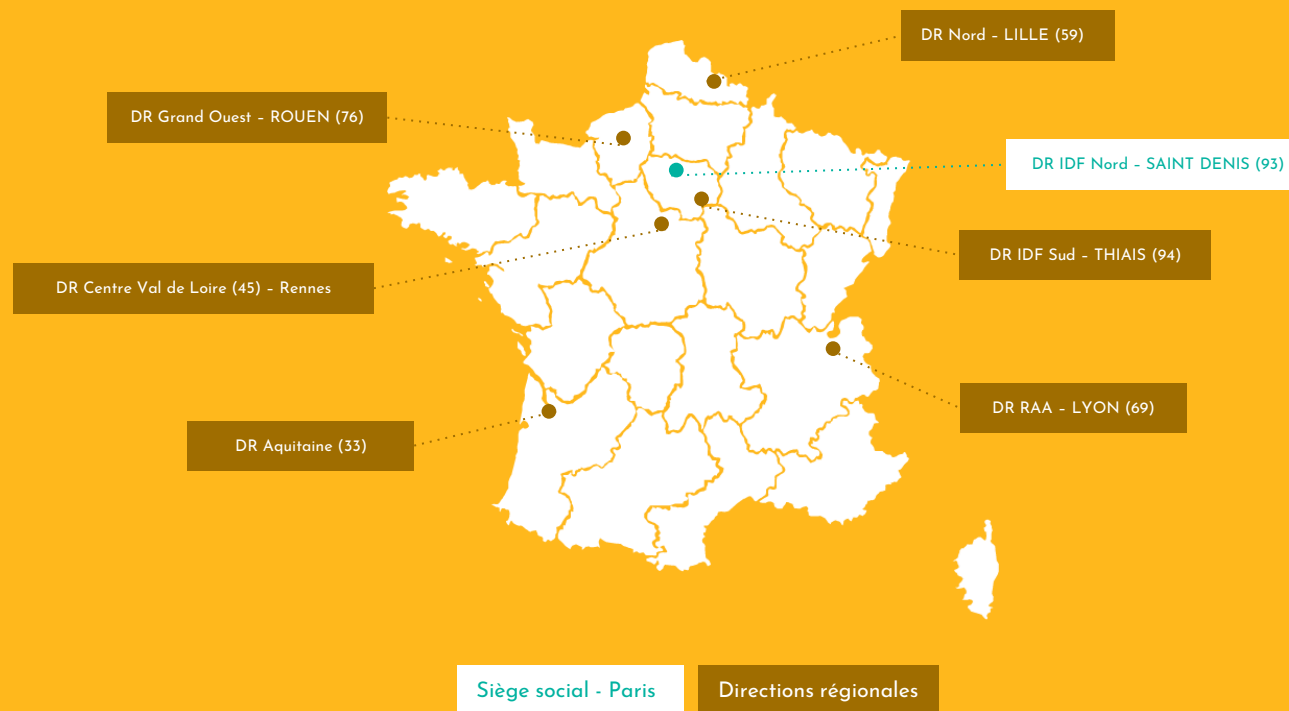 DR Nord – LILLE (59)
DR Grand Ouest – ROUEN (76)
DR IDF Nord – SAINT DENIS (93)
DR IDF Sud – THIAIS (94)
DR Centre Val de Loire (45) – Rennes
DR RAA – LYON (69)
DR Aquitaine (33)
Siège social - Paris
Directions régionales